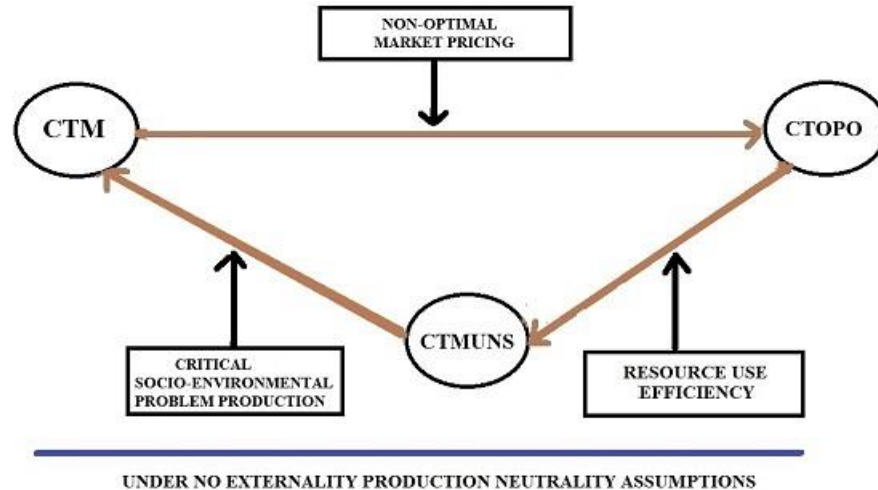 NON-OPTIMAL
MARKET PRICING
CTM
CTOPO
CTMUNS
CRITICAL
SOCIO-ENVIRONMENTAL
PROBLEM PRODUCTION
RESOURCE USE
EFFICIENCY
UNDER NO EXTERNALITY PRODUCTION NEUTRALITY ASSUMPTIONS